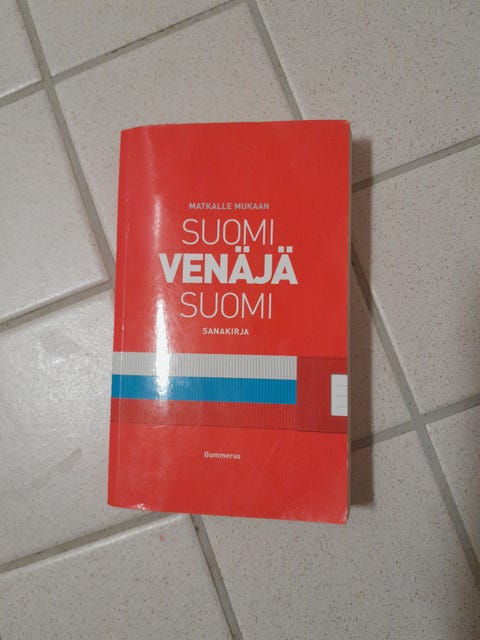 MATKALLE MUKAAN
SUOMI
VENÄJÄ
SUOMI
SANAKIRJA
Gummerus